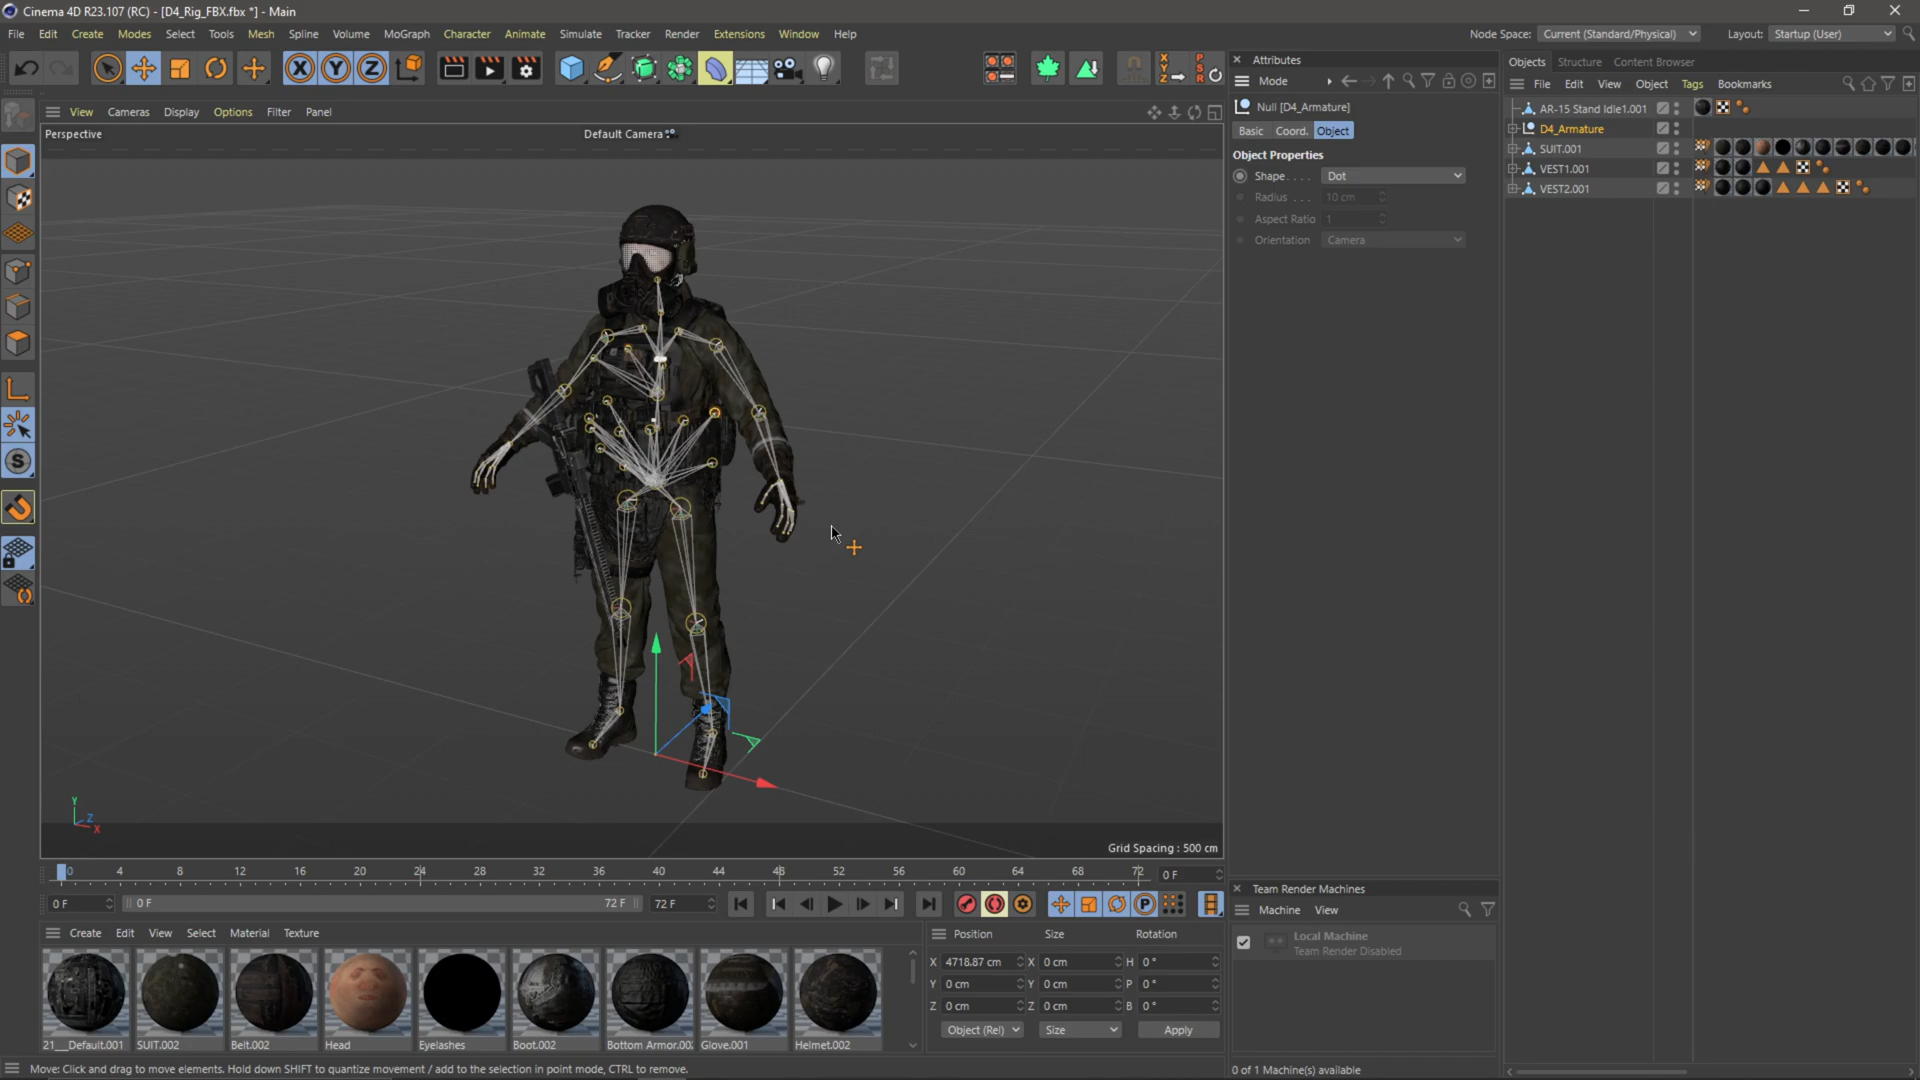 Cinema 4D R23.107 (RC) - [D4_Rig_FBX.fbx *] - Main
File Edit Create Modes Select Tools Mesh Spline Volume MoGraph Character Animate Simulate Tracker Render Extensions Window Help
Node Space: Current (Standard/Physical) Layout: Startup (User)
X Y Z
XYZ PSR
View Cameras Display Options Filter Panel
Perspective
Default Camera
Y
Z
X
Grid Spacing : 500 cm
S
Attributes
Mode
Null [D4_Armature]
Basic Coord. Object
Object Properties
Shape. . . . Dot
Radius . . . 10 cm
Aspect Ratio 1
Orientation Camera
Objects Structure Content Browser
File Edit View Object Tags Bookmarks
AR-15 Stand Idle1.001
D4_Armature
SUIT.001
VEST1.001
VEST2.001
0 4 8 12 16 20 24 28 32 36 40 44 48 52 56 60 64 68 72 0 F
0 F 0 F 72 F 72 F
P
Create Edit View Select Material Texture
21___Default.001 SUIT.002 Belt.002 Head Eyelashes Boot.002 Bottom Armor.002 Glove.001 Helmet.002
Position Size Rotation
X 4718.87 cm X 0 cm H 0 °
Y 0 cm Y 0 cm P 0 °
Z 0 cm Z 0 cm B 0 °
Object (Rel) Size Apply
Team Render Machines
Machine View
Local Machine
Team Render Disabled
0 of 1 Machine(s) available
Move: Click and drag to move elements. Hold down SHIFT to quantize movement / add to the selection in point mode, CTRL to remove.